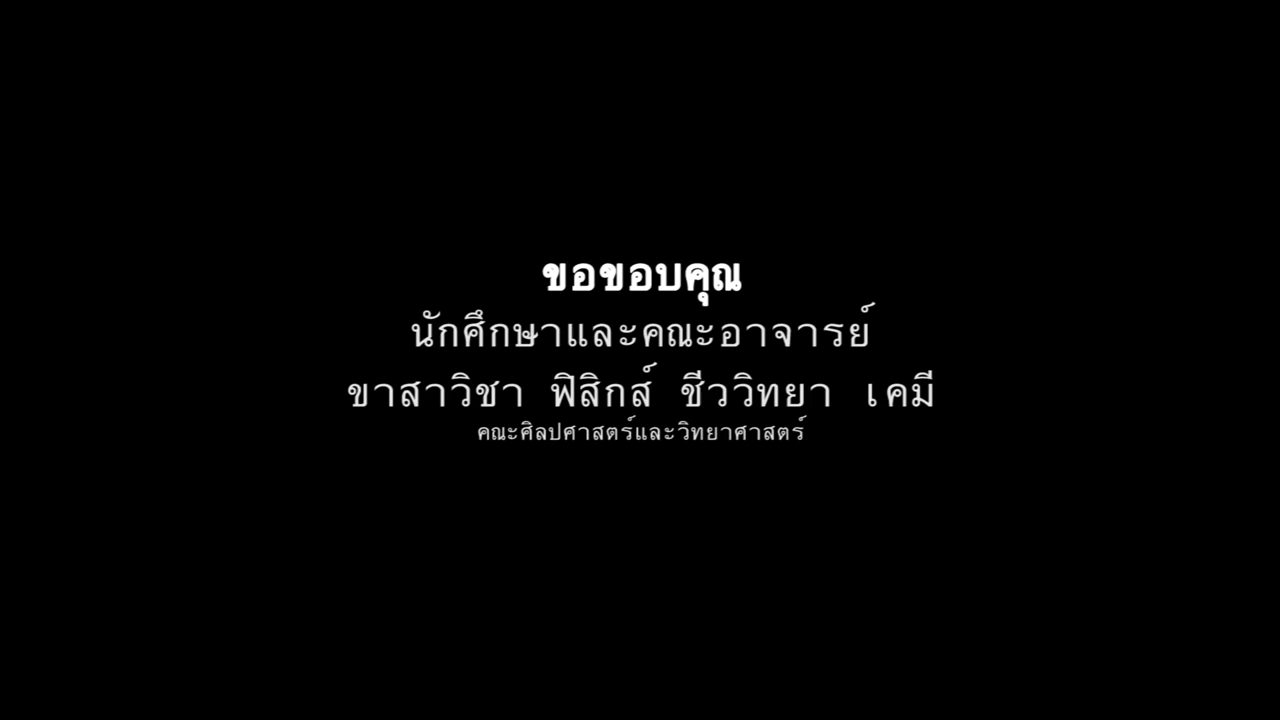 ขอขอบคุณ
นักศึกษาและคณะอาจารย์
ขาสาวิชา ฟิสิกส์ ชีววิทยา เคมี
คณะศิลปศาสตร์และวิทยาศาสตร์